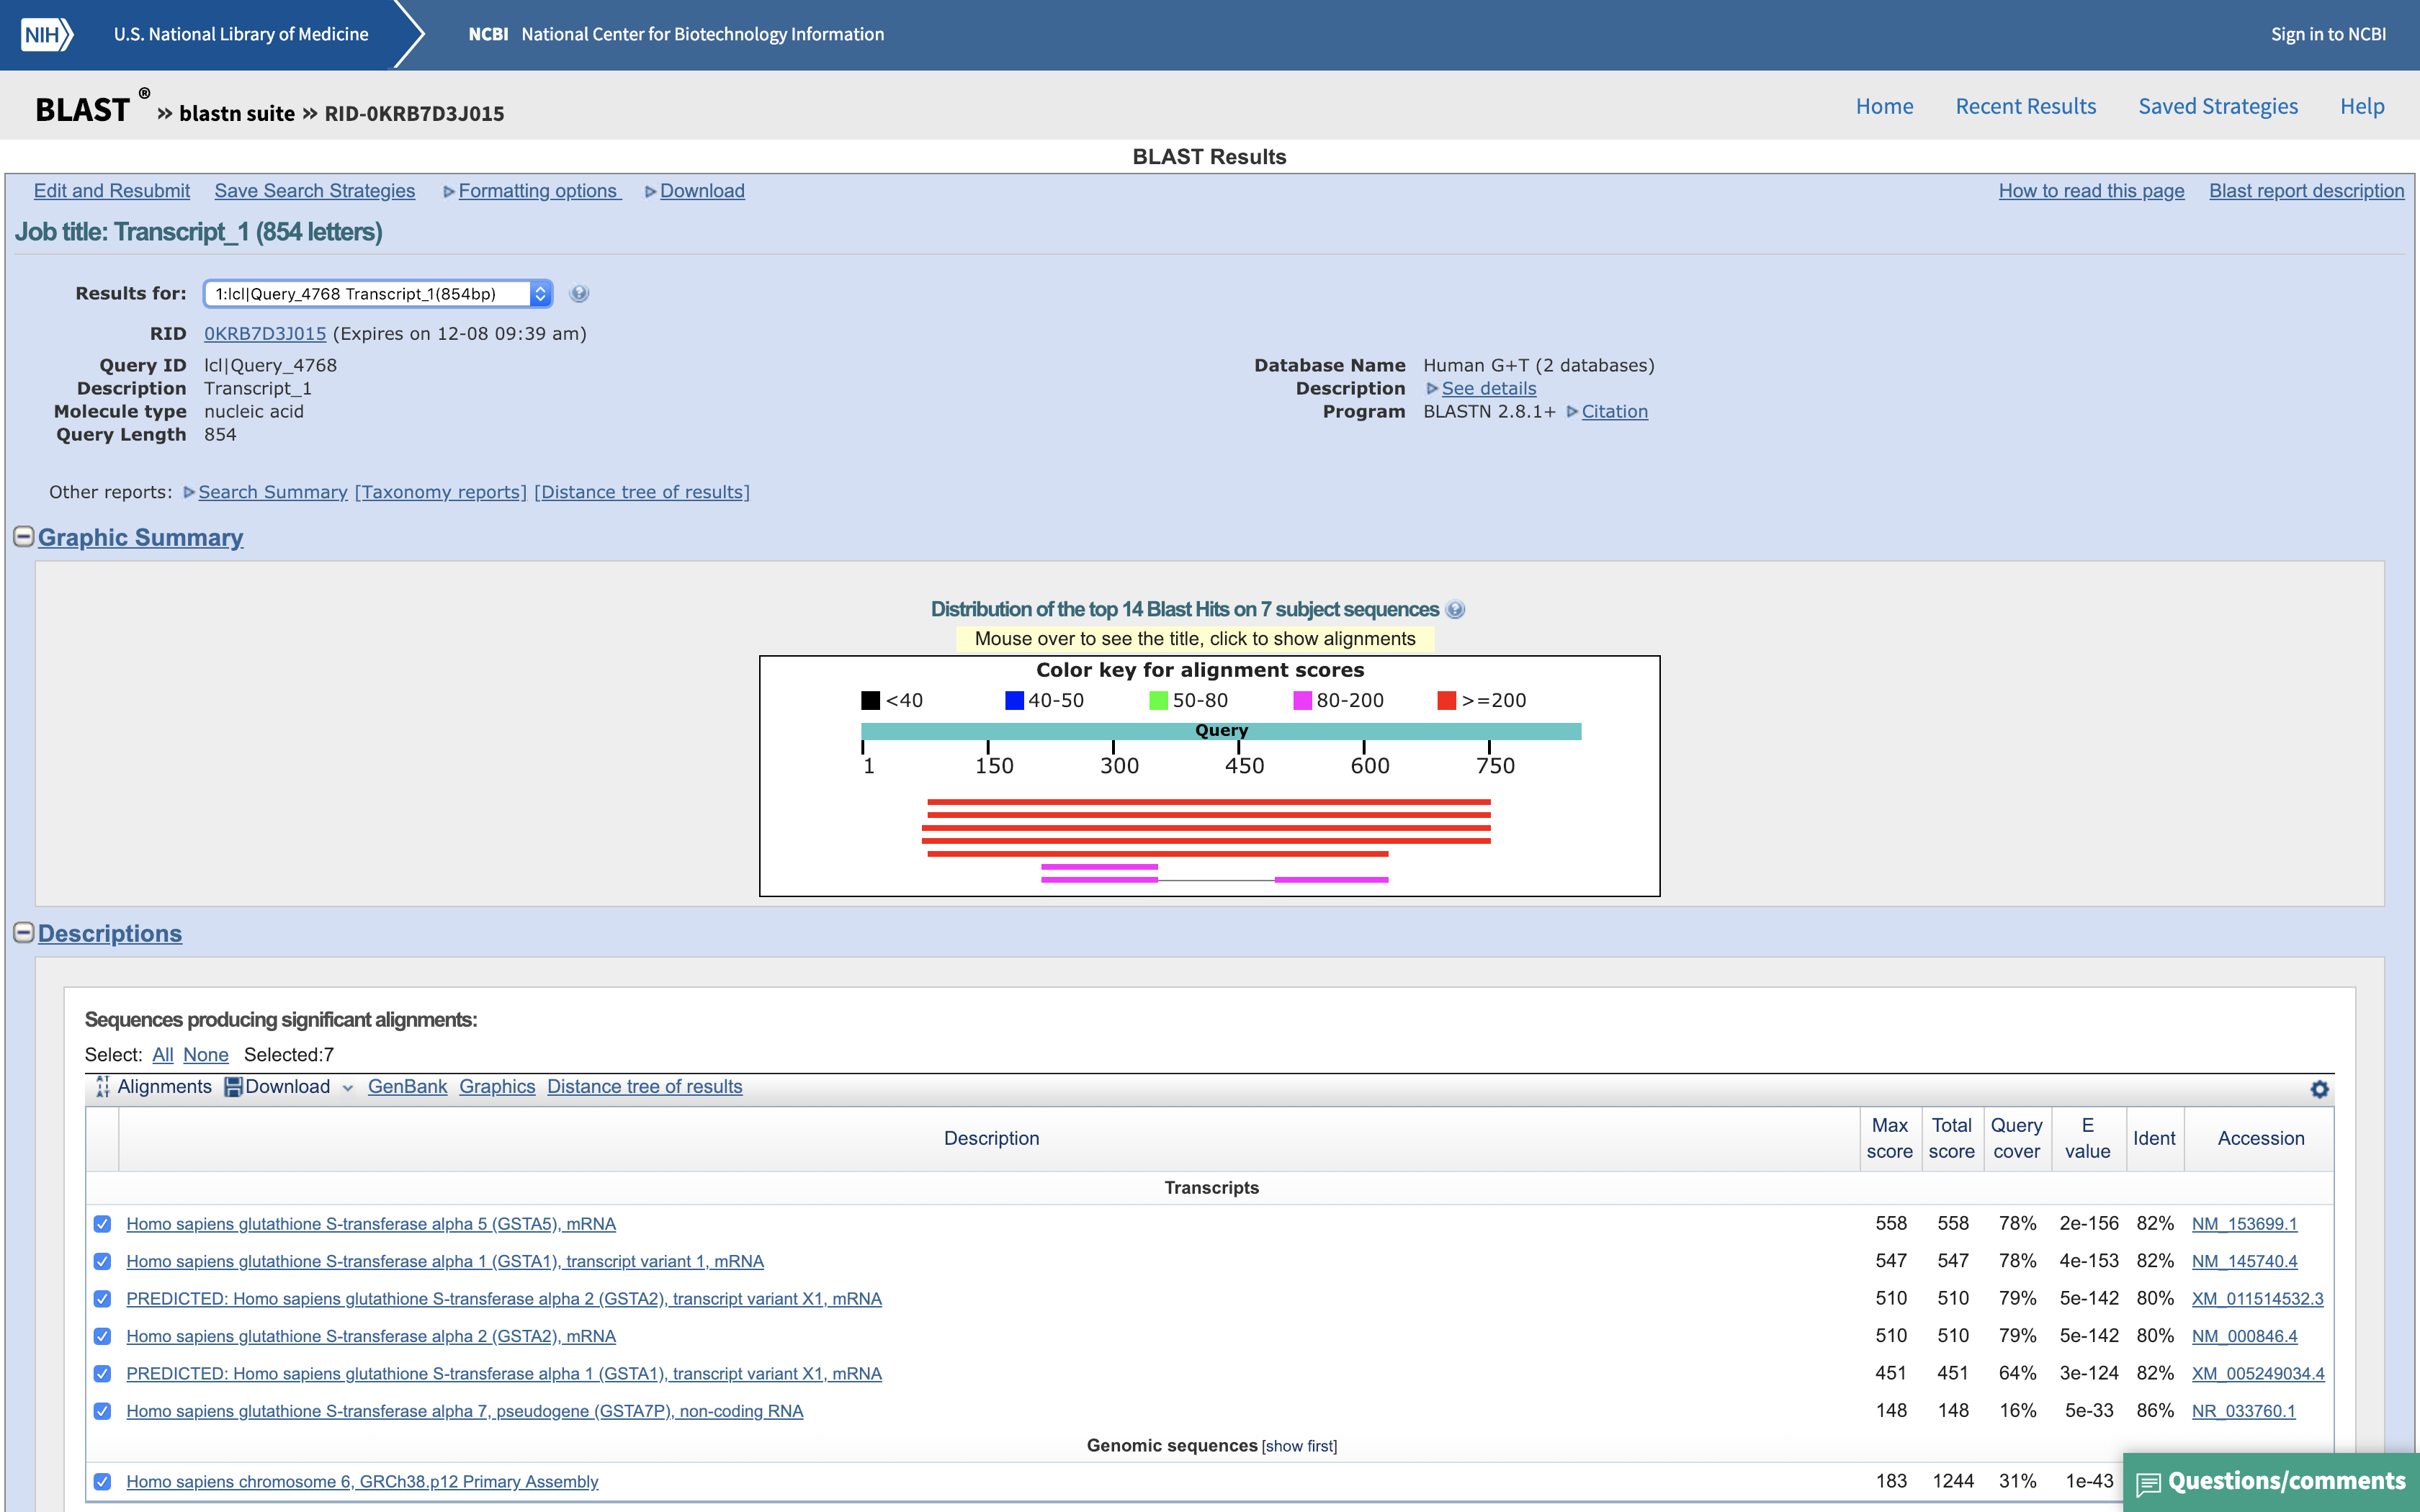 NIH U.S. National Library of Medicine NCBI National Center for Biotechnology Information Sign in to NCBI
BLAST ® » blastn suite » RID-0KRB7D3J015 Home Recent Results Saved Strategies Help
BLAST Results
Edit and Resubmit Save Search Strategies Formatting options Download How to read this page Blast report description
Job title: Transcript_1 (854 letters)
Results for: 1:lcl|Query_4768 Transcript_1(854bp)
RID 0KRB7D3J015 (Expires on 12-08 09:39 am)
Query ID lcl|Query_4768 Database Name Human G+T (2 databases)
Description Transcript_1 Description See details
Molecule type nucleic acid Program BLASTN 2.8.1+ Citation
Query Length 854
Other reports: Search Summary [Taxonomy reports] [Distance tree of results]
Graphic Summary
Distribution of the top 14 Blast Hits on 7 subject sequences
Mouse over to see the title, click to show alignments
Color key for alignment scores
<40 40-50 50-80 80-200 >=200
Query
1 150 300 450 600 750
Descriptions
Sequences producing significant alignments:
Select: All None Selected:7
Alignments Download GenBank Graphics Distance tree of results
Description Max score Total score Query cover E value Ident Accession
Transcripts
Homo sapiens glutathione S-transferase alpha 5 (GSTA5), mRNA 558 558 78% 2e-156 82% NM_153699.1
Homo sapiens glutathione S-transferase alpha 1 (GSTA1), transcript variant 1, mRNA 547 547 78% 4e-153 82% NM_145740.4
PREDICTED: Homo sapiens glutathione S-transferase alpha 2 (GSTA2), transcript variant X1, mRNA 510 510 79% 5e-142 80% XM_011514532.3
Homo sapiens glutathione S-transferase alpha 2 (GSTA2), mRNA 510 510 79% 5e-142 80% NM_000846.4
PREDICTED: Homo sapiens glutathione S-transferase alpha 1 (GSTA1), transcript variant X1, mRNA 451 451 64% 3e-124 82% XM_005249034.4
Homo sapiens glutathione S-transferase alpha 7, pseudogene (GSTA7P), non-coding RNA 148 148 16% 5e-33 86% NR_033760.1
Genomic sequences [show first]
Homo sapiens chromosome 6, GRCh38.p12 Primary Assembly 183 1244 31% 1e-43
Questions/comments